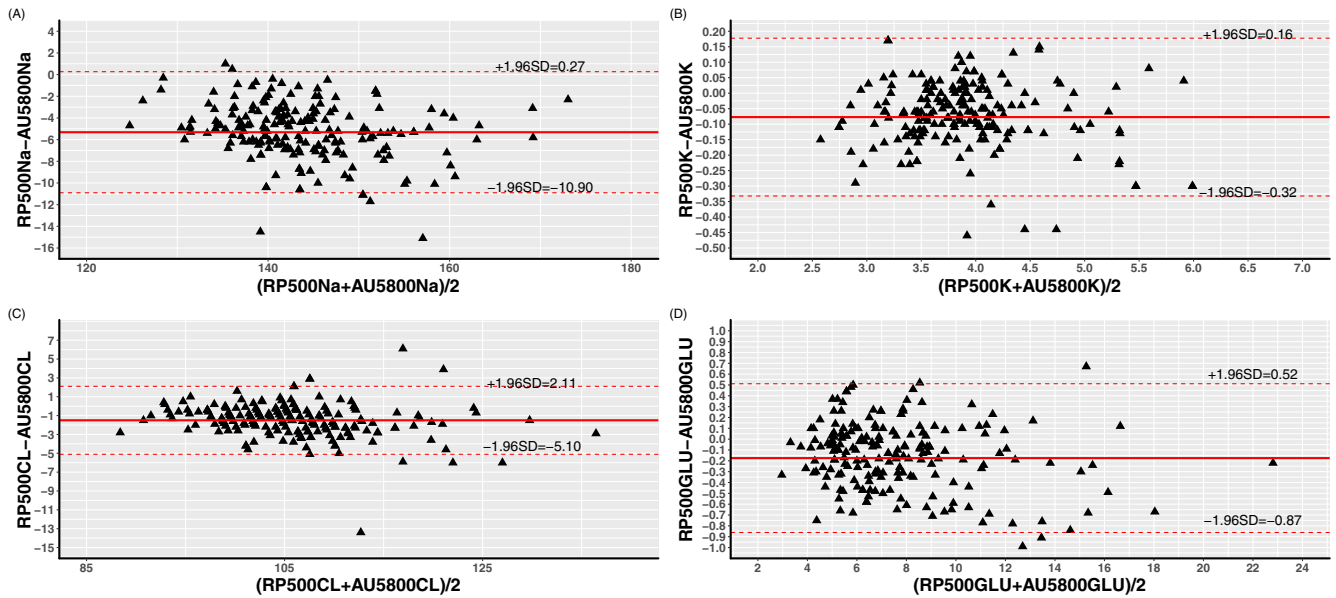 (A)
RP500Na−AU5800Na
4
2
0
−2
−4
−6
−8
−10
−12
−14
−16
+1.96SD=0.27
−1.96SD=−10.90
120 140 160 180
(RP500Na+AU5800Na)/2
(B)
RP500K−AU5800K
0.20
0.15
0.10
0.05
0.00
−0.05
−0.10
−0.15
−0.20
−0.25
−0.30
−0.35
−0.40
−0.45
−0.50
+1.96SD=0.16
−1.96SD=−0.32
2.0 2.5 3.0 3.5 4.0 4.5 5.0 5.5 6.0 6.5 7.0
(RP500K+AU5800K)/2
(C)
RP500CL−AU5800CL
7
5
3
1
−1
−3
−5
−7
−9
−11
−13
−15
+1.96SD=2.11
−1.96SD=−5.10
85 105 125
(RP500CL+AU5800CL)/2
(D)
RP500GLU−AU5800GLU
1.0
0.9
0.8
0.7
0.6
0.5
0.4
0.3
0.2
0.1
0.0
−0.1
−0.2
−0.3
−0.4
−0.5
−0.6
−0.7
−0.8
−0.9
−1.0
+1.96SD=0.52
−1.96SD=−0.87
2 4 6 8 10 12 14 16 18 20 22 24
(RP500GLU+AU5800GLU)/2